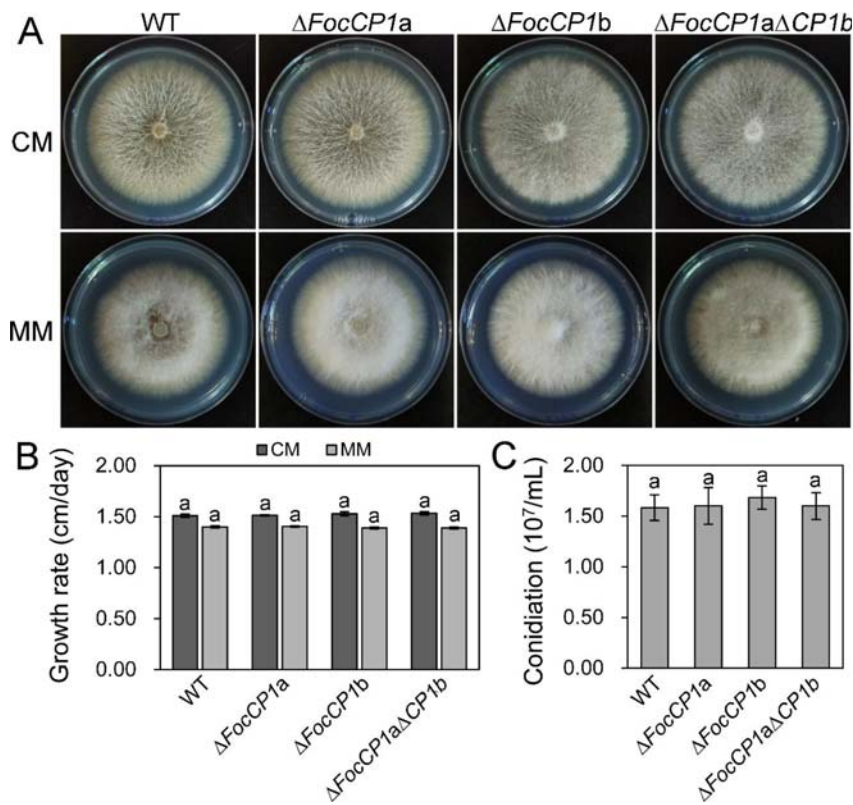 A
WT ΔFocCP1a ΔFocCP1b ΔFocCP1aΔCP1b
CM
MM
B
CM MM
Growth rate (cm/day)
2.00
1.50
1.00
0.50
0.00
a a a a a a a a
WT ΔFocCP1a ΔFocCP1b ΔFocCP1aΔCP1b
C
Conidiation (10⁷/mL)
2.00
1.50
1.00
0.50
0.00
a a a a
WT ΔFocCP1a ΔFocCP1b ΔFocCP1aΔCP1b